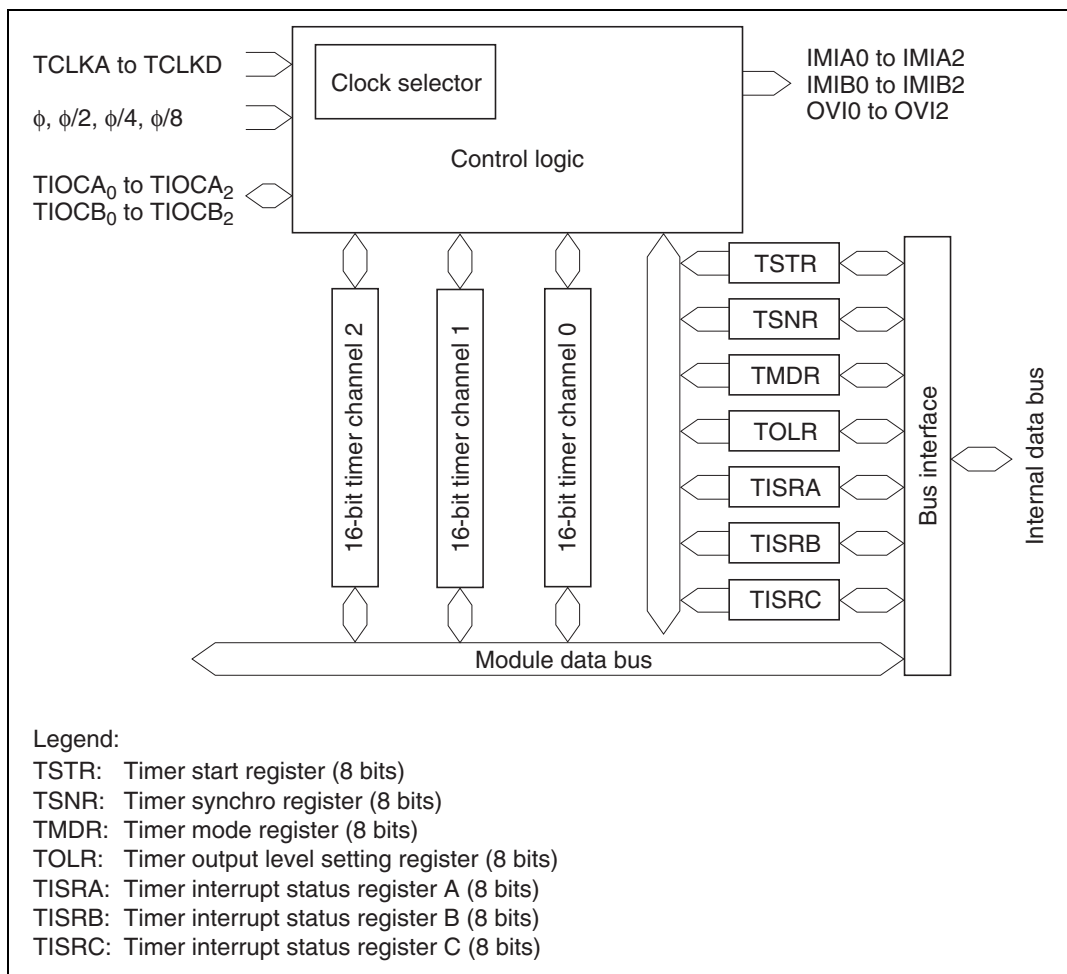 TCLKA to TCLKD
ϕ, ϕ/2, ϕ/4, ϕ/8
TIOCA0 to TIOCA2
TIOCB0 to TIOCB2
Clock selector
Control logic
IMIA0 to IMIA2
IMIB0 to IMIB2
OVI0 to OVI2
16-bit timer channel 2
16-bit timer channel 1
16-bit timer channel 0
TSTR
TSNR
TMDR
TOLR
TISRA
TISRB
TISRC
Bus interface
Internal data bus
Module data bus
Legend:
TSTR: Timer start register (8 bits)
TSNR: Timer synchro register (8 bits)
TMDR: Timer mode register (8 bits)
TOLR: Timer output level setting register (8 bits)
TISRA: Timer interrupt status register A (8 bits)
TISRB: Timer interrupt status register B (8 bits)
TISRC: Timer interrupt status register C (8 bits)